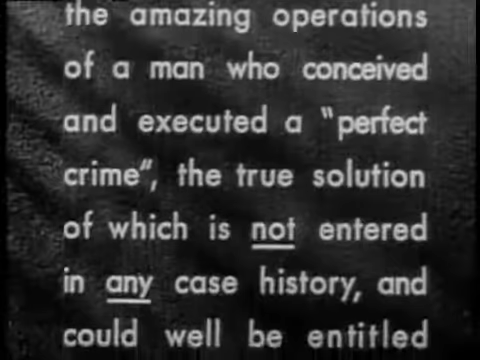 the amazing operations
of a man who conceived
and executed a "perfect
crime", the true solution
of which is not entered
in any case history, and
could well be entitled